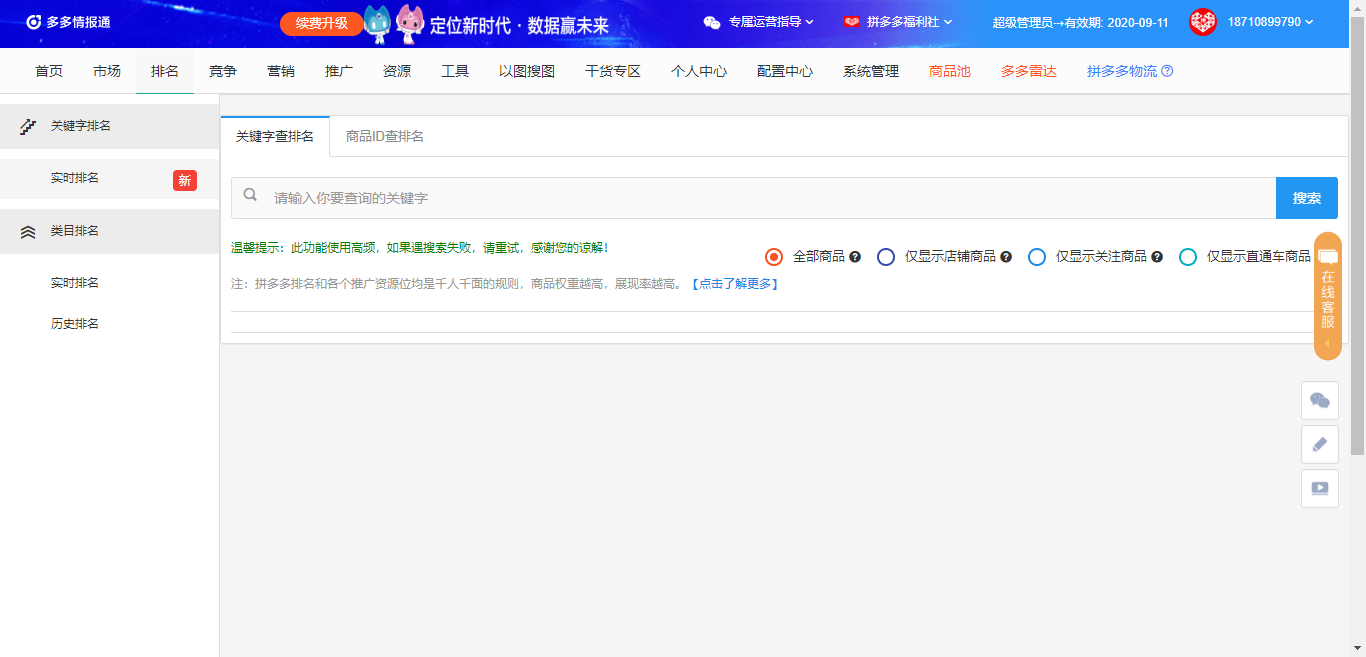 多多情报通
续费升级
定位新时代 · 数据赢未来
专属运营指导
拼多多福利社
超级管理员→有效期: 2020-09-11
18710899790
首页 市场 排名 竞争 营销 推广 资源 工具 以图搜图 干货专区 个人中心 配置中心 系统管理 商品池 多多雷达 拼多多物流
关键字排名
实时排名
新
类目排名
实时排名
历史排名
关键字查排名 商品ID查排名
请输入你要查询的关键字
搜索
温馨提示：此功能使用高频，如果遇搜索失败，请重试，感谢您的谅解！
全部商品 仅显示店铺商品 仅显示关注商品 仅显示直通车商品
注：拼多多排名和各个推广资源位均是千人千面的规则，商品权重越高，展现率越高。【点击了解更多】
在线客服